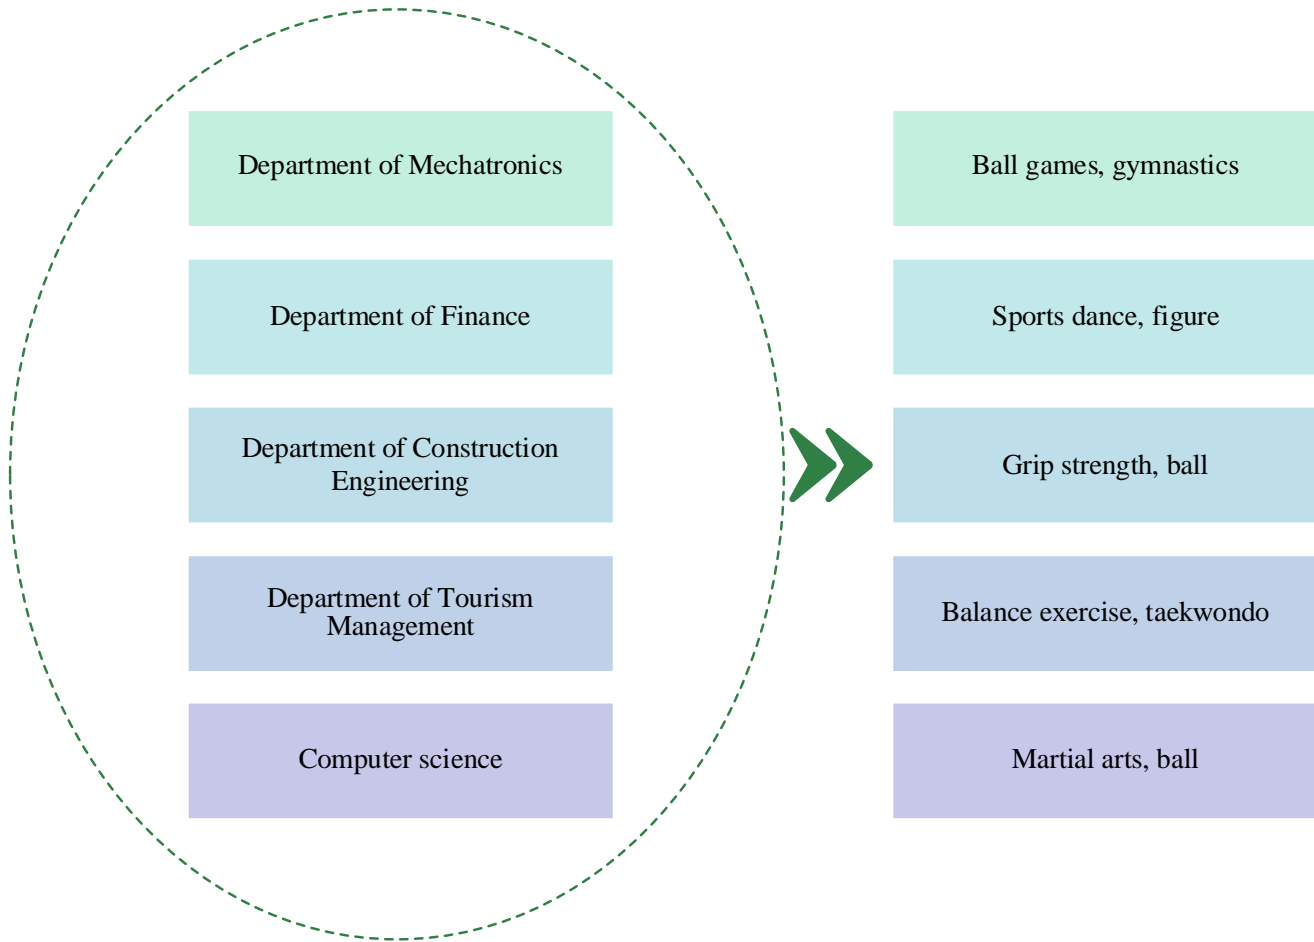 Department of Mechatronics
Ball games, gymnastics
Department of Finance
Sports dance, figure
Department of Construction
Engineering
Grip strength, ball
Department of Tourism
Management
Balance exercise, taekwondo
Computer science
Martial arts, ball